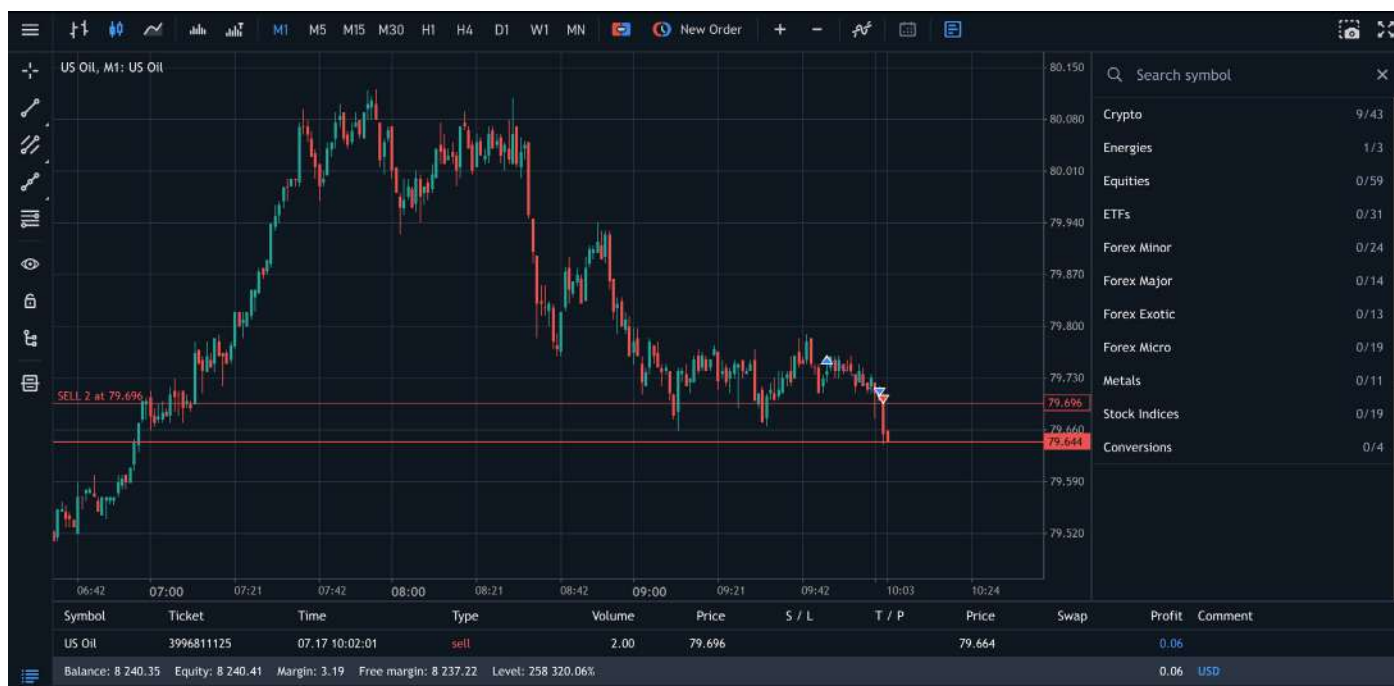 M1 M5 M15 M30 H1 H4 D1 W1 MN New Order
US Oil, M1: US Oil
80.150
80.080
80.010
79.940
79.870
79.800
79.730
SELL 2 at 79.696
79.696
79.660
79.644
79.590
79.520
06:42 07:00 07:21 07:42 08:00 08:21 08:42 09:00 09:21 09:42 10:03 10:24
Search symbol
Crypto 9/43
Energies 1/3
Equities 0/59
ETFs 0/31
Forex Minor 0/24
Forex Major 0/14
Forex Exotic 0/13
Forex Micro 0/19
Metals 0/11
Stock Indices 0/19
Conversions 0/4
Symbol Ticket Time Type Volume Price S / L T / P Price Swap Profit Comment
US Oil 3996811125 07.17 10:02:01 sell 2.00 79.696 79.664 0.06
Balance: 8 240.35 Equity: 8 240.41 Margin: 3.19 Free margin: 8 237.22 Level: 258 320.06% 0.06 USD